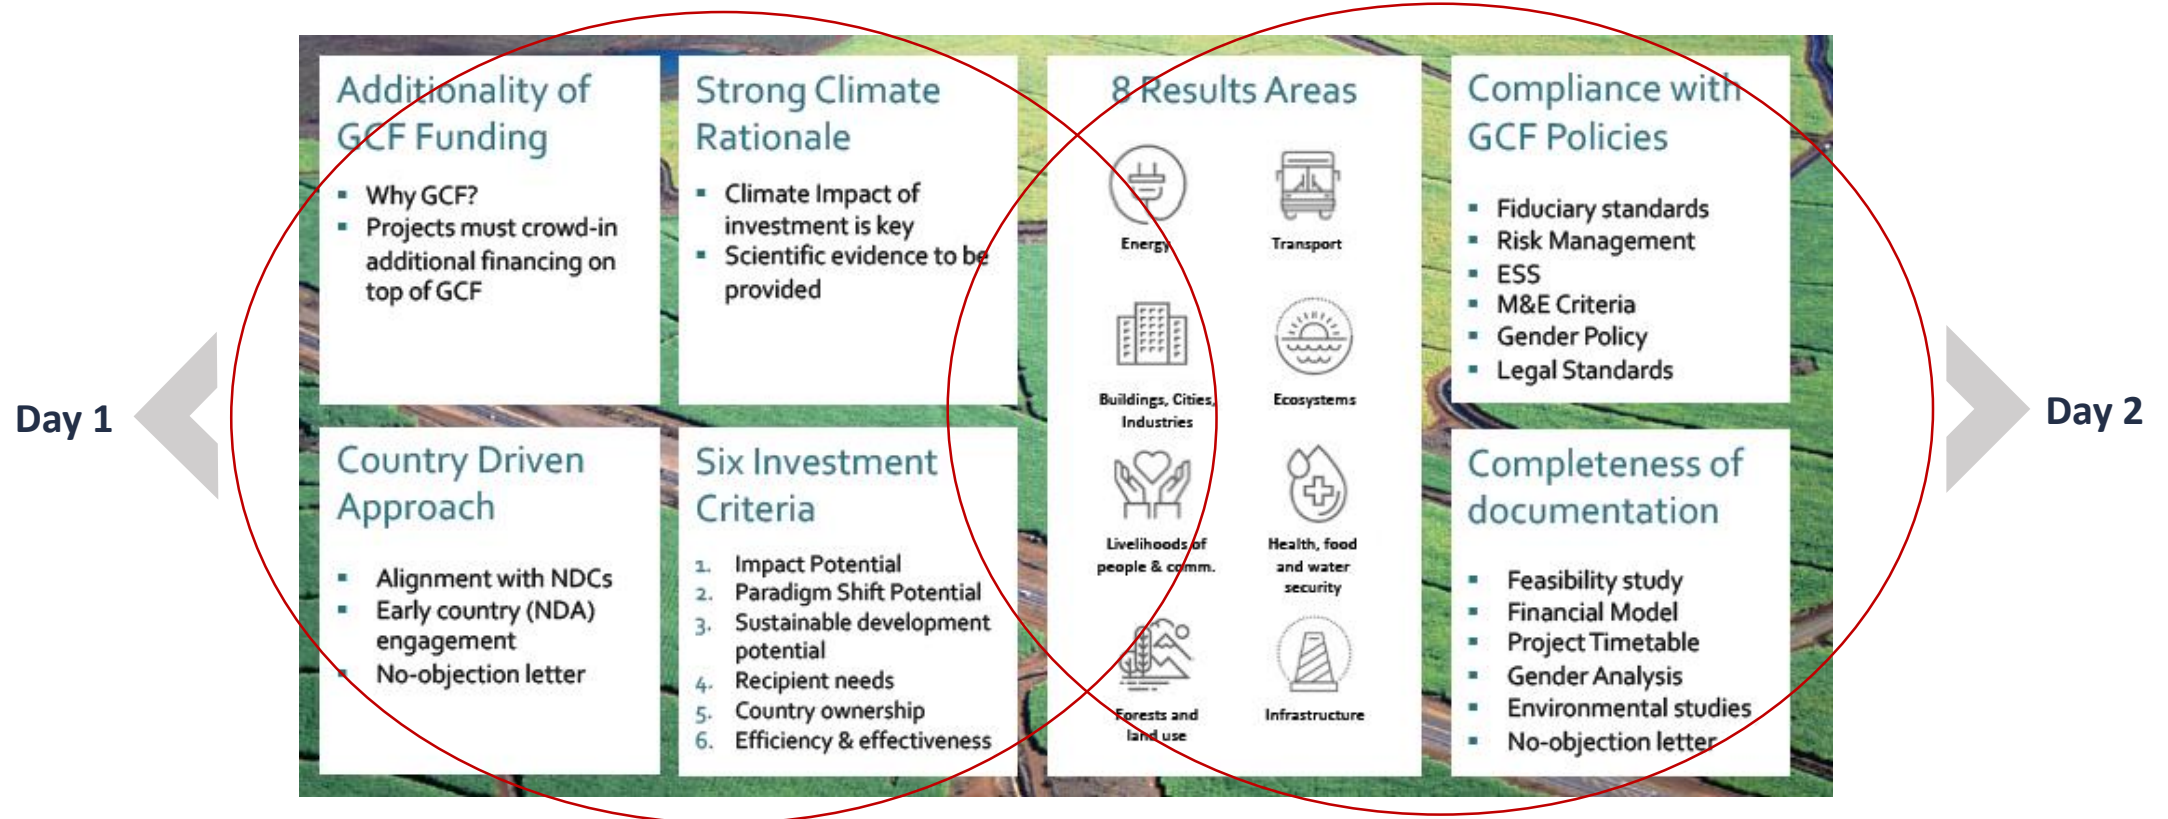 Day 1
Additionality of
GCF Funding
▪ Why GCF?
▪ Projects must crowd-in
additional financing on
top of GCF
Strong Climate
Rationale
▪ Climate Impact of
investment is key
▪ Scientific evidence to be
provided
Country Driven
Approach
▪ Alignment with NDCs
▪ Early country (NDA)
engagement
▪ No-objection letter
Six Investment
Criteria
1. Impact Potential
2. Paradigm Shift Potential
3. Sustainable development
potential
4. Recipient needs
5. Country ownership
6. Efficiency & effectiveness
8 Results Areas
Energy
Transport
Buildings, Cities,
Industries
Ecosystems
Livelihoods of
people & comm.
Health, food
and water
security
Forests and
land use
Infrastructure
Compliance with
GCF Policies
▪ Fiduciary standards
▪ Risk Management
▪ ESS
▪ M&E Criteria
▪ Gender Policy
▪ Legal Standards
Completeness of
documentation
▪ Feasibility study
▪ Financial Model
▪ Project Timetable
▪ Gender Analysis
▪ Environmental studies
▪ No-objection letter
Day 2